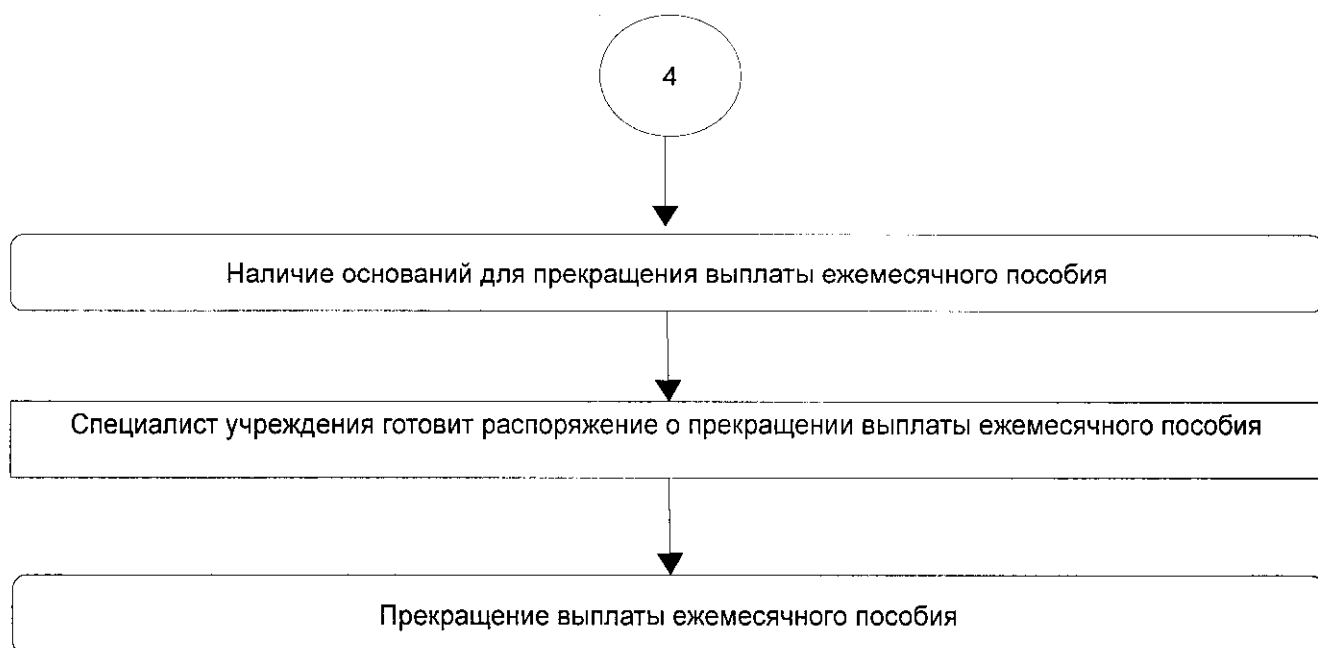 4
Наличие оснований для прекращения выплаты ежемесячного пособия
Специалист учреждения готовит распоряжение о прекращении выплаты ежемесячного пособия
Прекращение выплаты ежемесячного пособия